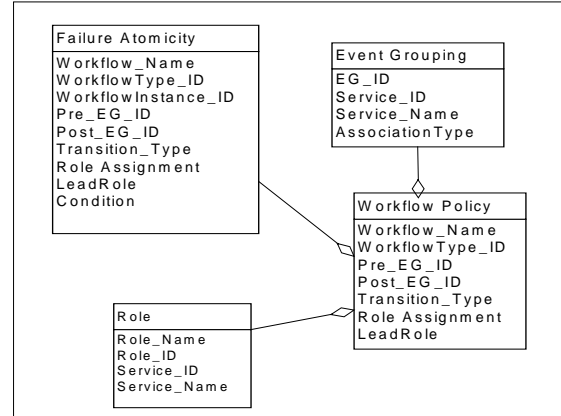 Failure Atomicity
Workflow_Name
WorkflowType_ID
WorkflowInstance_ID
Pre_EG_ID
Post_EG_ID
Transition_Type
Role Assignment
LeadRole
Condition
Event Grouping
EG_ID
Service_ID
Service_Name
AssociationType
Workflow Policy
Workflow_Name
WorkflowType_ID
Pre_EG_ID
Post_EG_ID
Transition_Type
Role Assignment
LeadRole
Role
Role_Name
Role_ID
Service_ID
Service_Name